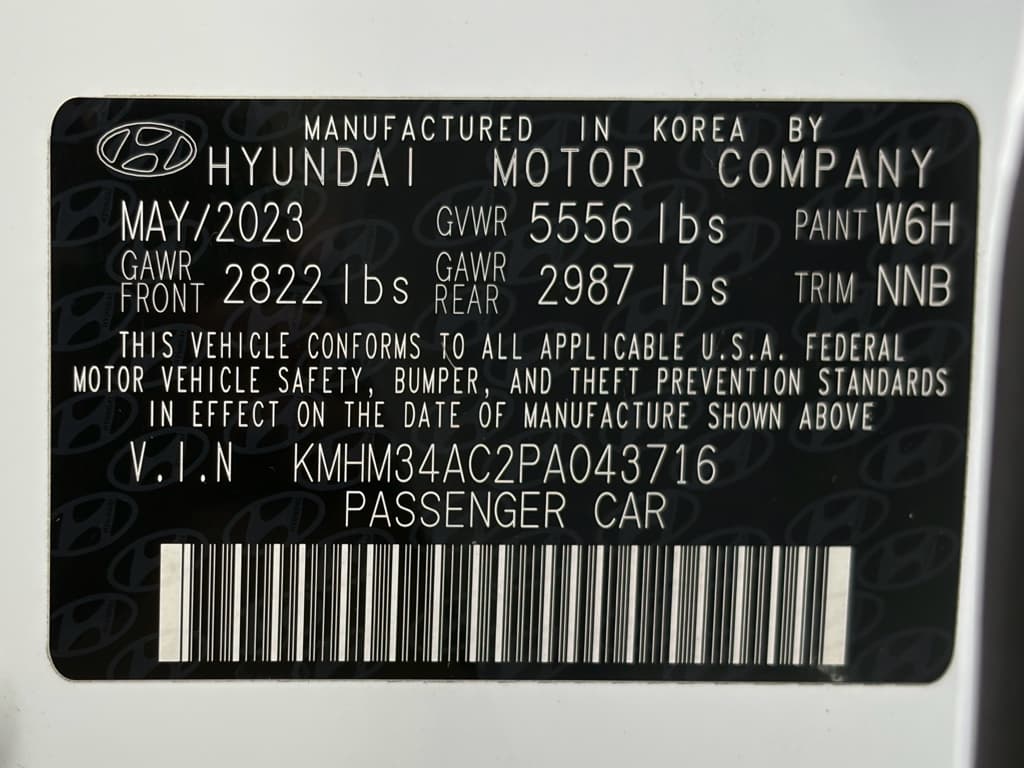 MANUFACTURED IN KOREA BY
HYUNDAI MOTOR COMPANY
MAY/2023 GVWR 5556 lbs PAINT W6H
GAWR FRONT 2822 lbs GAWR REAR 2987 lbs TRIM NNB
THIS VEHICLE CONFORMS TO ALL APPLICABLE U.S.A. FEDERAL
MOTOR VEHICLE SAFETY, BUMPER, AND THEFT PREVENTION STANDARDS
IN EFFECT ON THE DATE OF MANUFACTURE SHOWN ABOVE
V.I.N KMHM34AC2PA043716
PASSENGER CAR